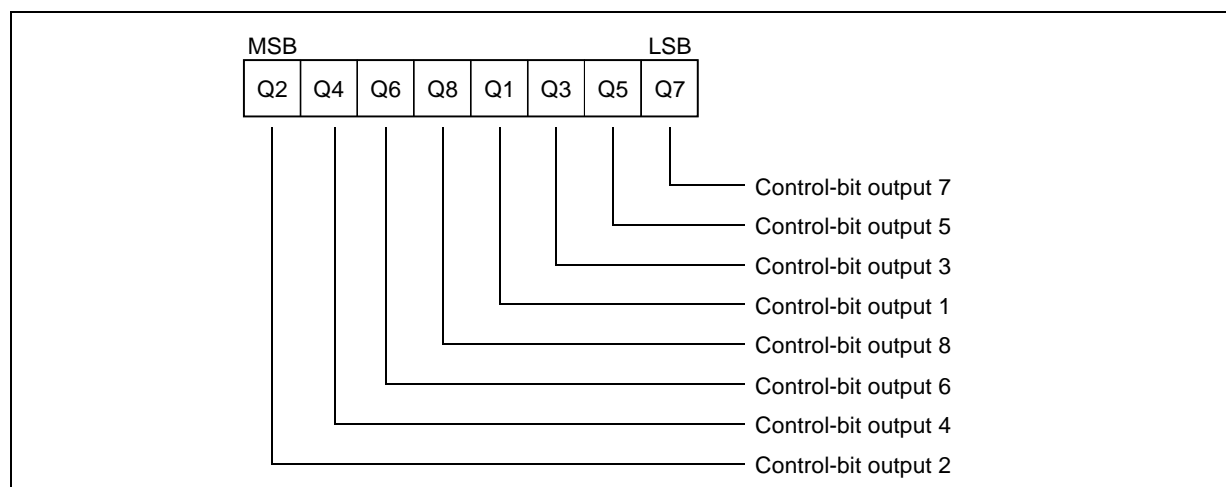 MSB LSB
Q2 Q4 Q6 Q8 Q1 Q3 Q5 Q7
Control-bit output 7
Control-bit output 5
Control-bit output 3
Control-bit output 1
Control-bit output 8
Control-bit output 6
Control-bit output 4
Control-bit output 2